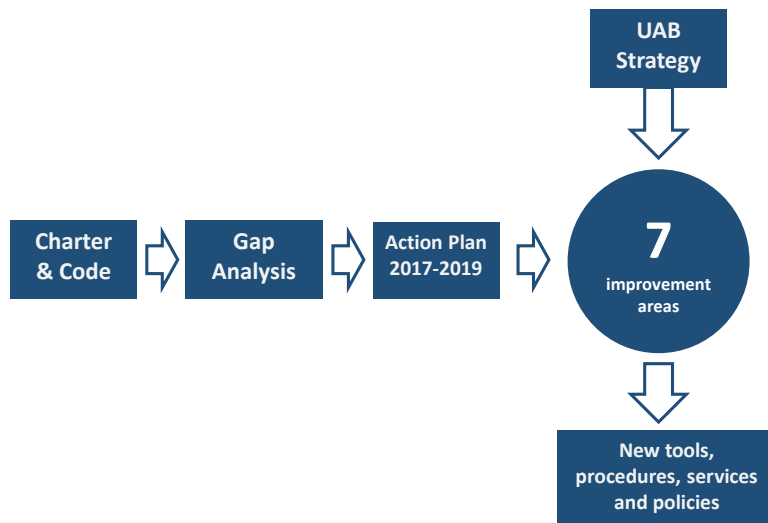 UAB
Strategy
Charter
& Code
Gap
Analysis
Action Plan
2017-2019
7
improvement
areas
New tools,
procedures, services
and policies